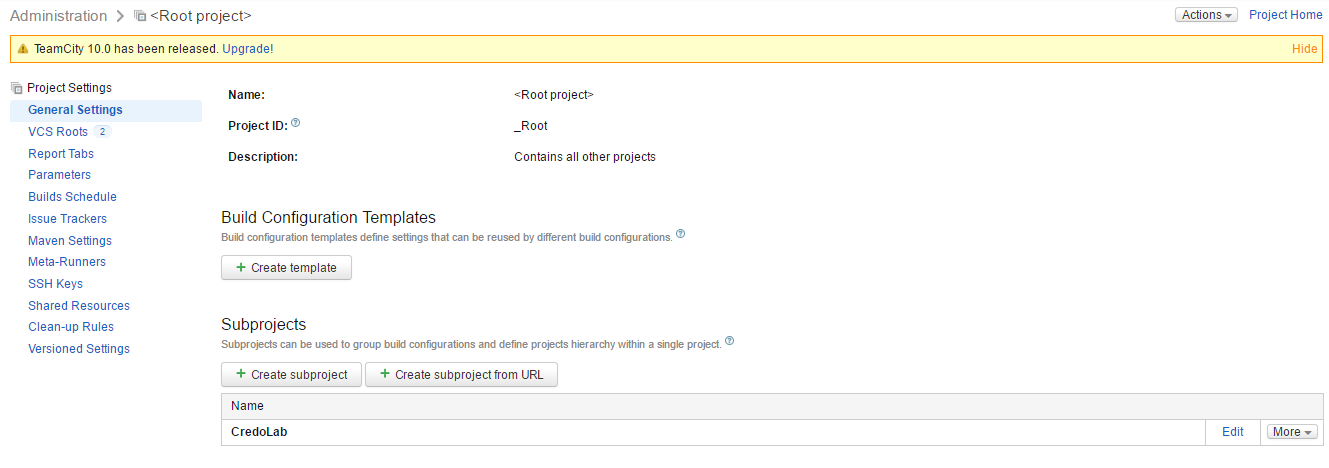 Administration > <Root project> Actions Project Home
TeamCity 10.0 has been released. Upgrade! Hide
Project Settings
General Settings
VCS Roots 2
Report Tabs
Parameters
Builds Schedule
Issue Trackers
Maven Settings
Meta-Runners
SSH Keys
Shared Resources
Clean-up Rules
Versioned Settings
Name: <Root project>
Project ID: ? _Root
Description: Contains all other projects
Build Configuration Templates
Build configuration templates define settings that can be reused by different build configurations. ?
+ Create template
Subprojects
Subprojects can be used to group build configurations and define projects hierarchy within a single project. ?
+ Create subproject + Create subproject from URL
Name
CredoLab Edit More